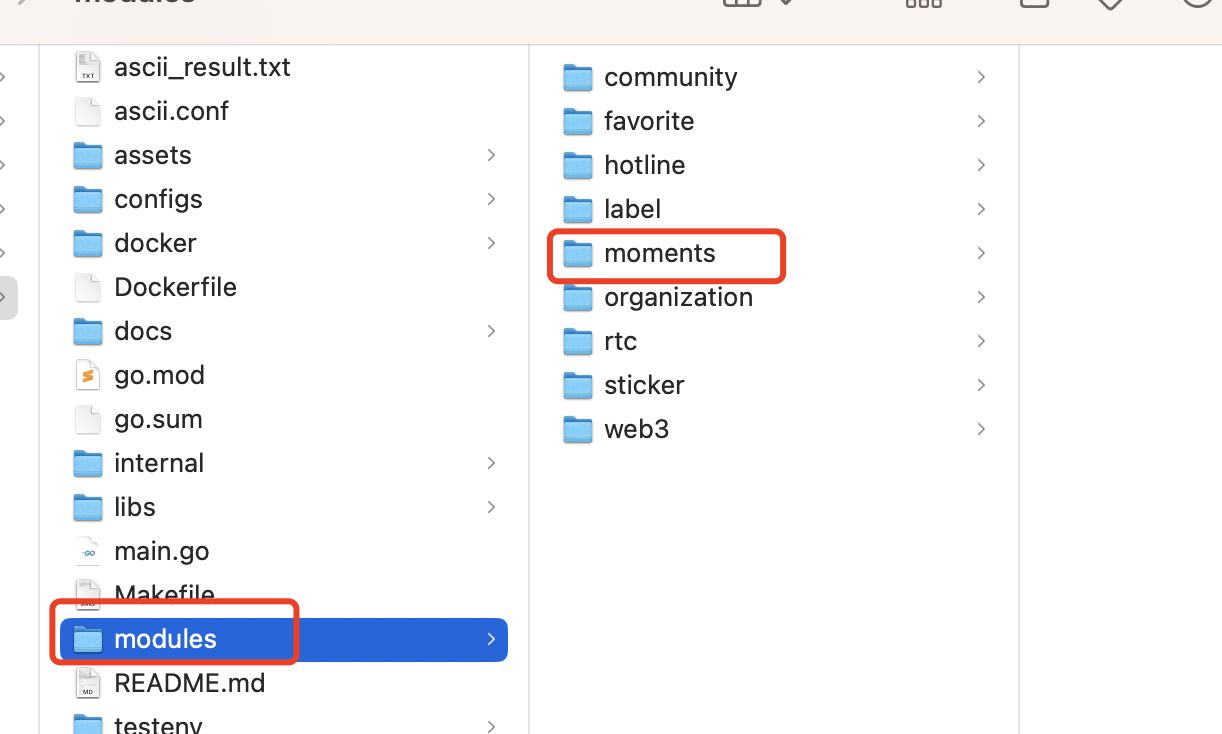 modules
ascii_result.txt
ascii.conf
assets
configs
docker
Dockerfile
docs
go.mod
go.sum
internal
libs
main.go
Makefile
modules
README.md
testenv
community
favorite
hotline
label
moments
organization
rtc
sticker
web3